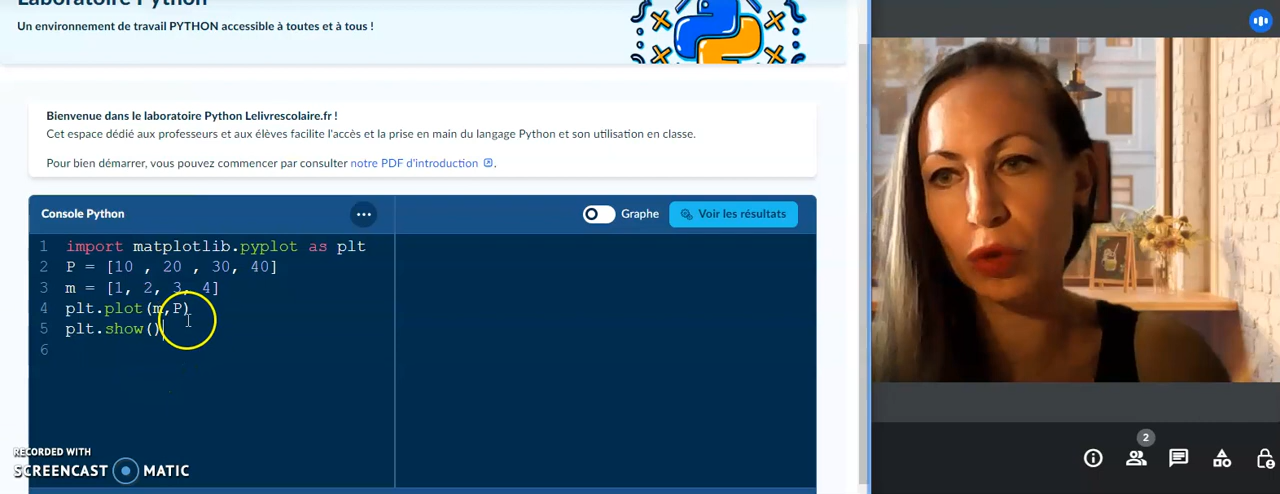 Laboratoire Python
Un environnement de travail PYTHON accessible à toutes et à tous !
Bienvenue dans le laboratoire Python Lelivrescolaire.fr !
Cet espace dédié aux professeurs et aux élèves facilite l'accès et la prise en main du langage Python et son utilisation en classe.
Pour bien démarrer, vous pouvez commencer par consulter notre PDF d'introduction.
Console Python
Graphe
Voir les résultats
1 import matplotlib.pyplot as plt
2 P = [10 , 20 , 30, 40]
3 m = [1, 2, 3, 4]
4 plt.plot(m,P)
5 plt.show()
6
RECORDED WITH
SCREENCAST MATIC
2